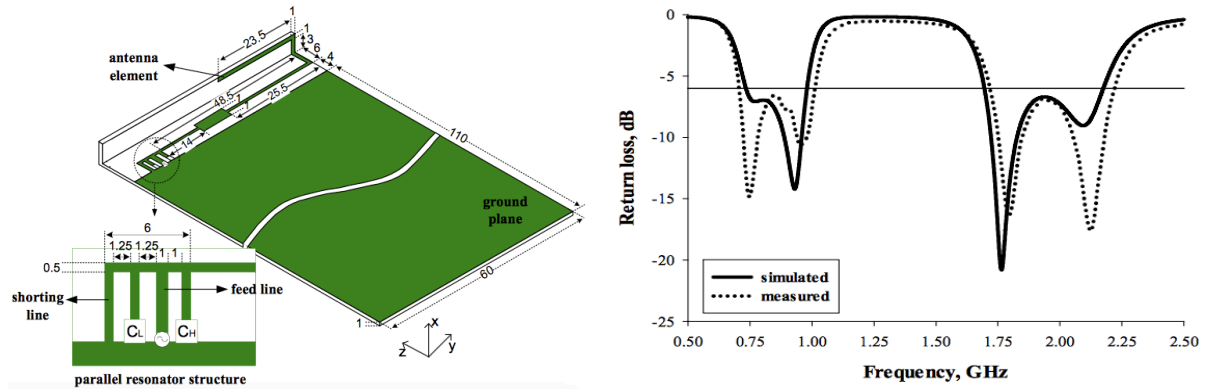 1
23.5
1
3
6
4
antenna
element
48.5
1
1
25.5
14
110
ground
plane
60
6
1.25 1.25 1 1
0.5
shorting
line
feed line
CL
CH
1
x
z
y
parallel resonator structure
0
-5
-10
-15
-20
-25
Return loss, dB
simulated
measured
0.50 0.75 1.00 1.25 1.50 1.75 2.00 2.25 2.50
Frequency, GHz